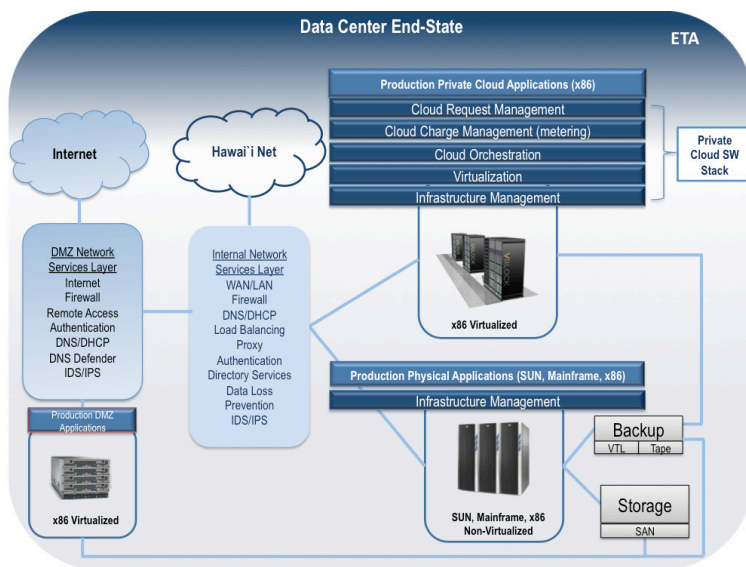 Data Center End-State
ETA
Production Private Cloud Applications (x86)
Cloud Request Management
Cloud Charge Management (metering)
Cloud Orchestration
Virtualization
Infrastructure Management
Private
Cloud SW
Stack
Internet
Hawai`i Net
DMZ Network
Services Layer
Internet
Firewall
Remote Access
Authentication
DNS/DHCP
DNS Defender
IDS/IPS
Internal Network
Services Layer
WAN/LAN
Firewall
DNS/DHCP
Load Balancing
Proxy
Authentication
Directory Services
Data Loss
Prevention
IDS/IPS
x86 Virtualized
Production Physical Applications (SUN, Mainframe, x86)
Infrastructure Management
SUN, Mainframe, x86
Non-Virtualized
Production DMZ
Applications
x86 Virtualized
Backup
VTL
Tape
Storage
SAN